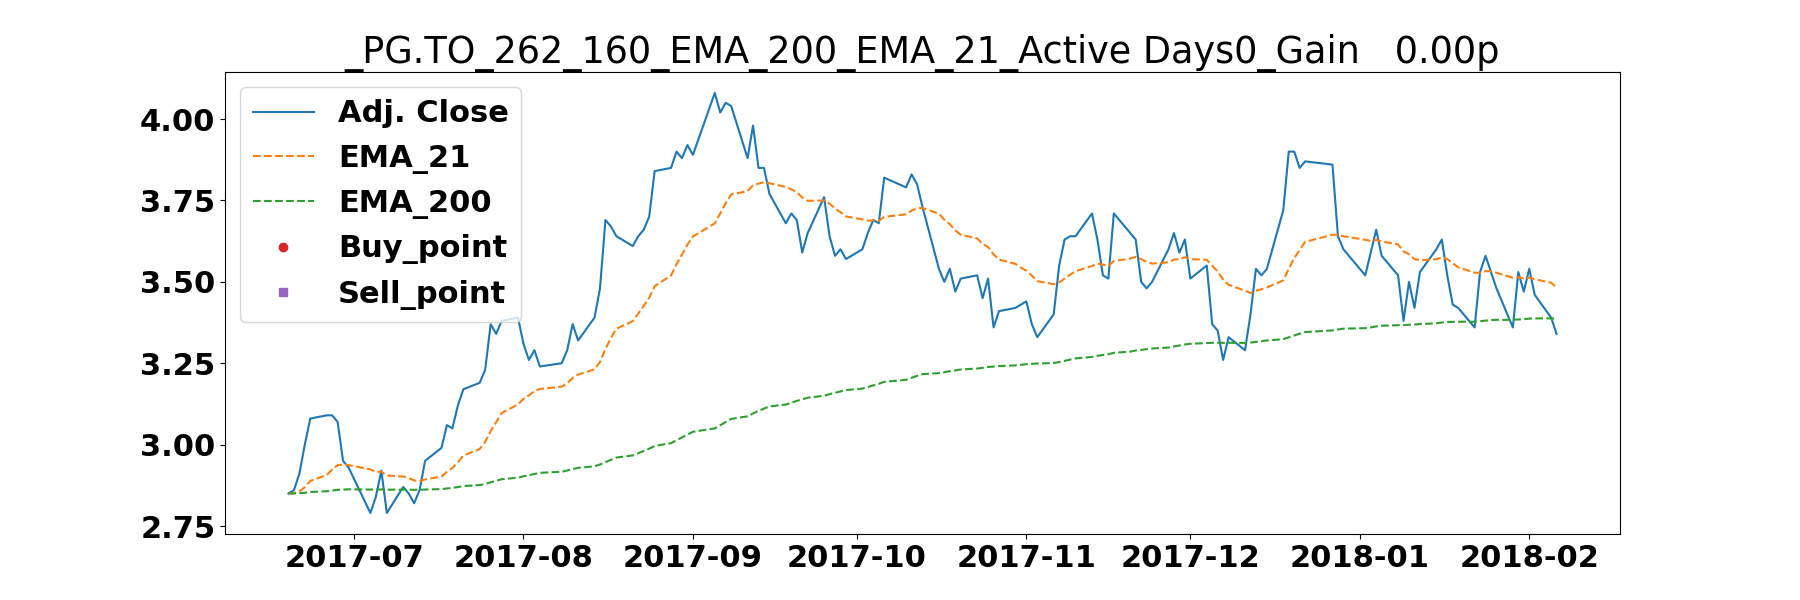 _PG.TO_262_160_EMA_200_EMA_21_Active Days0_Gain   0.00p
Adj. Close
EMA_21
EMA_200
Buy_point
Sell_point
4.00
3.75
3.50
3.25
3.00
2.75
2017-07 2017-08 2017-09 2017-10 2017-11 2017-12 2018-01 2018-02